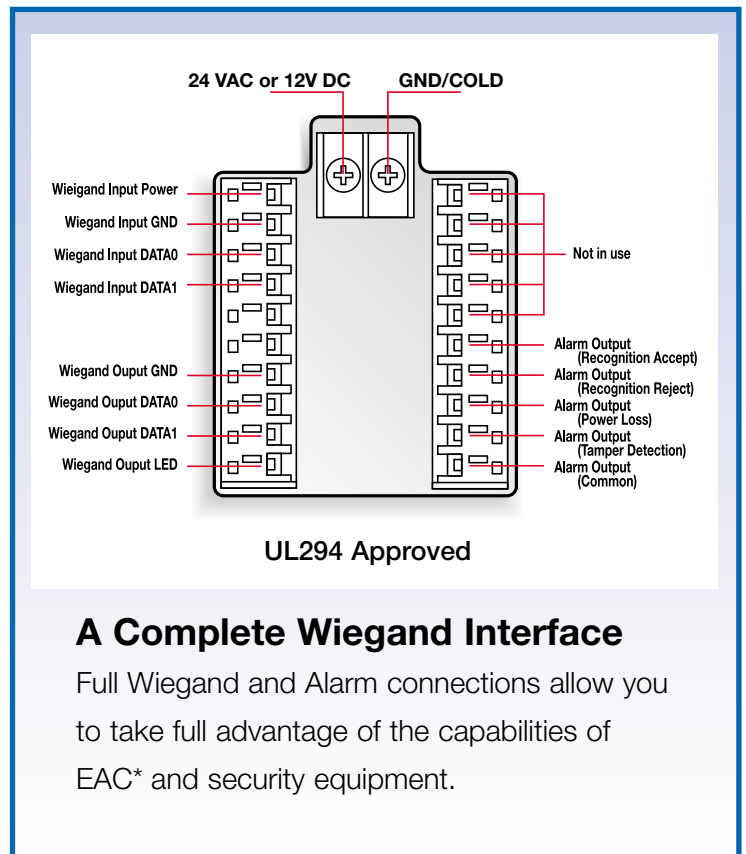 24 VAC or 12V DC
GND/COLD
Wieigand Input Power
Wiegand Input GND
Wiegand Input DATA0
Wiegand Input DATA1
Wiegand Ouput GND
Wiegand Ouput DATA0
Wiegand Ouput DATA1
Wiegand Ouput LED
Not in use
Alarm Output
(Recognition Accept)
Alarm Output
(Recognition Reject)
Alarm Output
(Power Loss)
Alarm Output
(Tamper Detection)
Alarm Output
(Common)
UL294 Approved
A Complete Wiegand Interface
Full Wiegand and Alarm connections allow you
to take full advantage of the capabilities of
EAC* and security equipment.